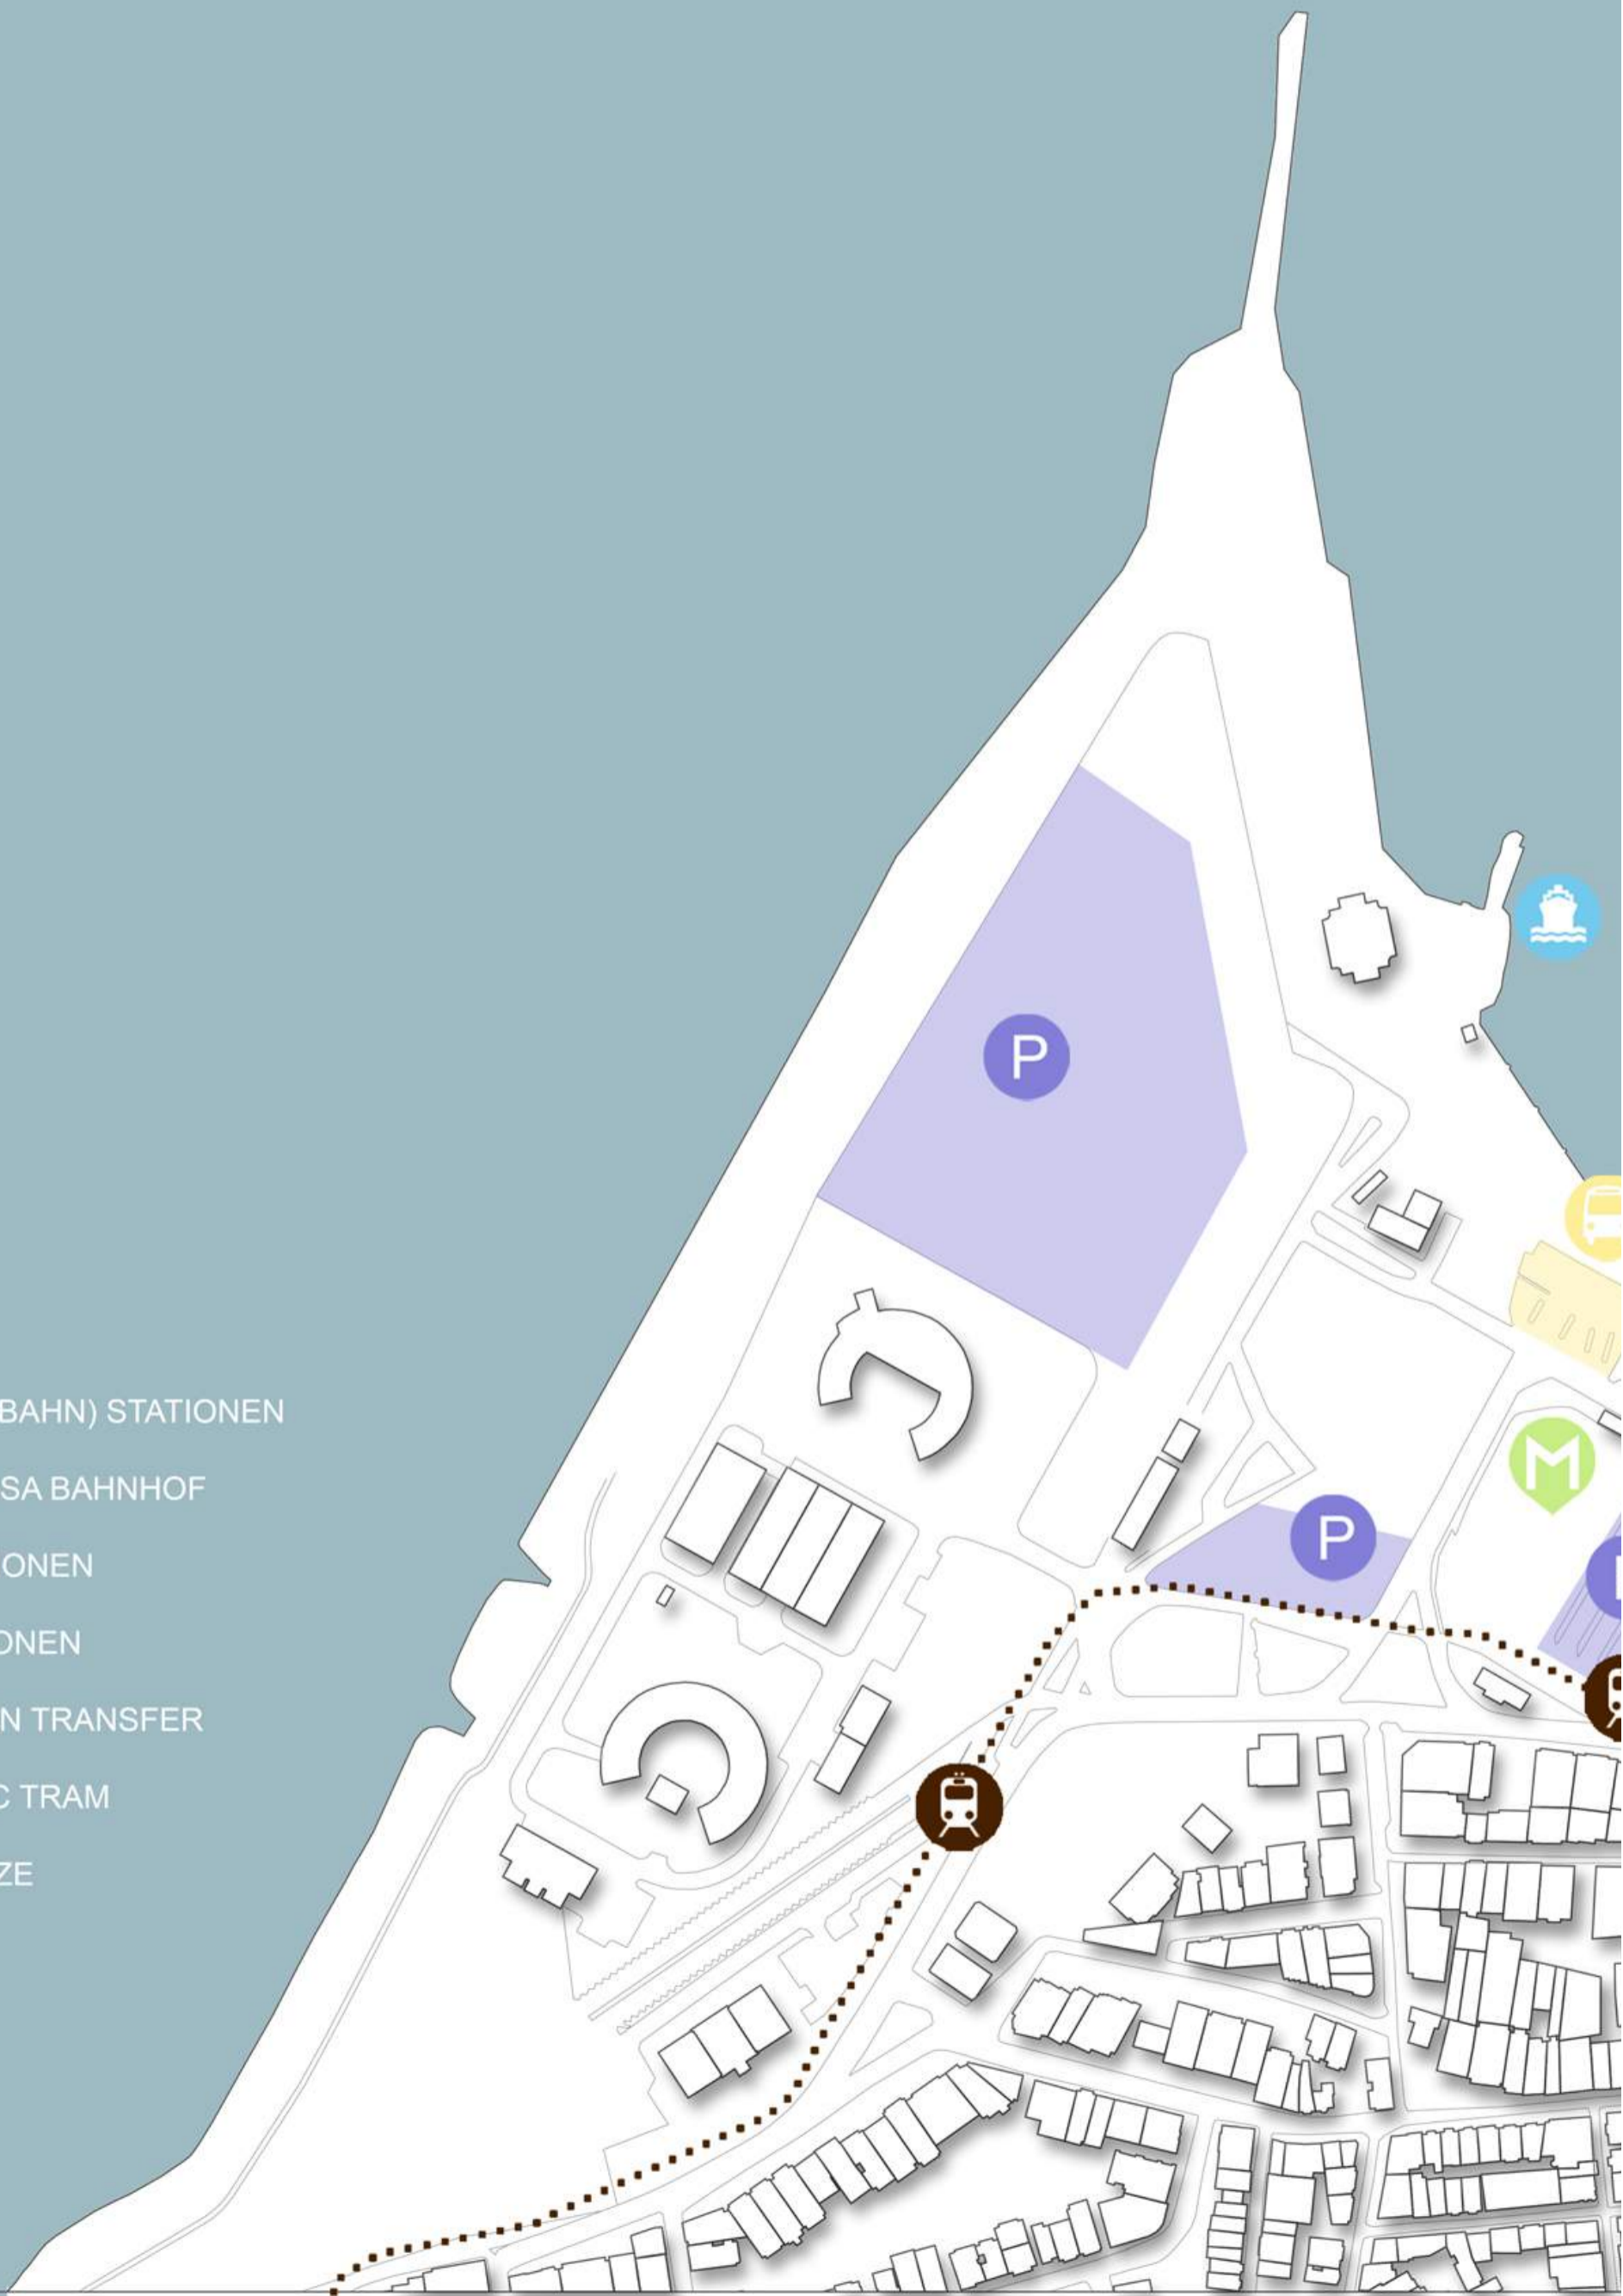 BAHN) STATIONEN
SA BAHNHOF
ONEN
ONEN
N TRANSFER
C TRAM
ZE
P
M
P